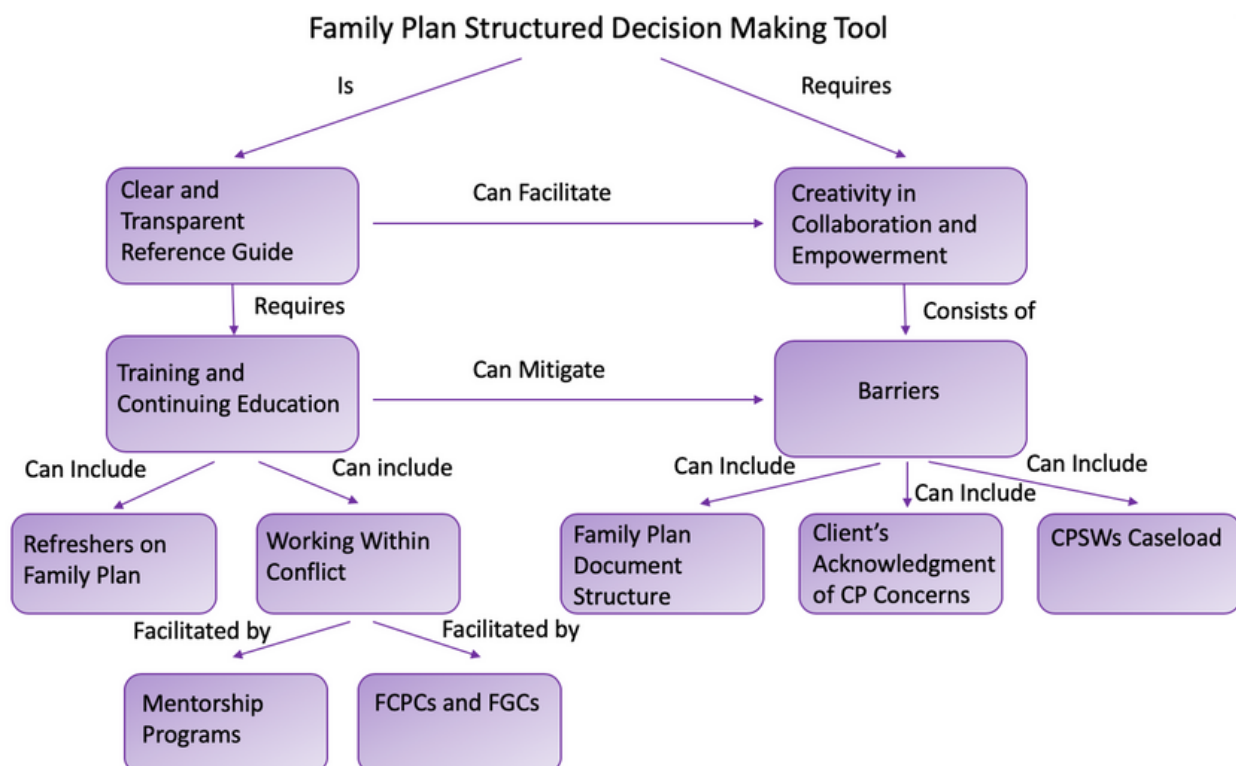 Family Plan Structured Decision Making Tool
Is
Requires
Clear and
Transparent
Reference Guide
Can Facilitate
Creativity in
Collaboration and
Empowerment
Requires
Consists of
Training and
Continuing Education
Can Mitigate
Barriers
Can Include
Can include
Can Include
Can Include
Can Include
Refreshers on
Family Plan
Working Within
Conflict
Family Plan
Document
Structure
Client’s
Acknowledgment
of CP Concerns
CPSWs Caseload
Facilitated by
Facilitated by
Mentorship
Programs
FCPCs and FGCs